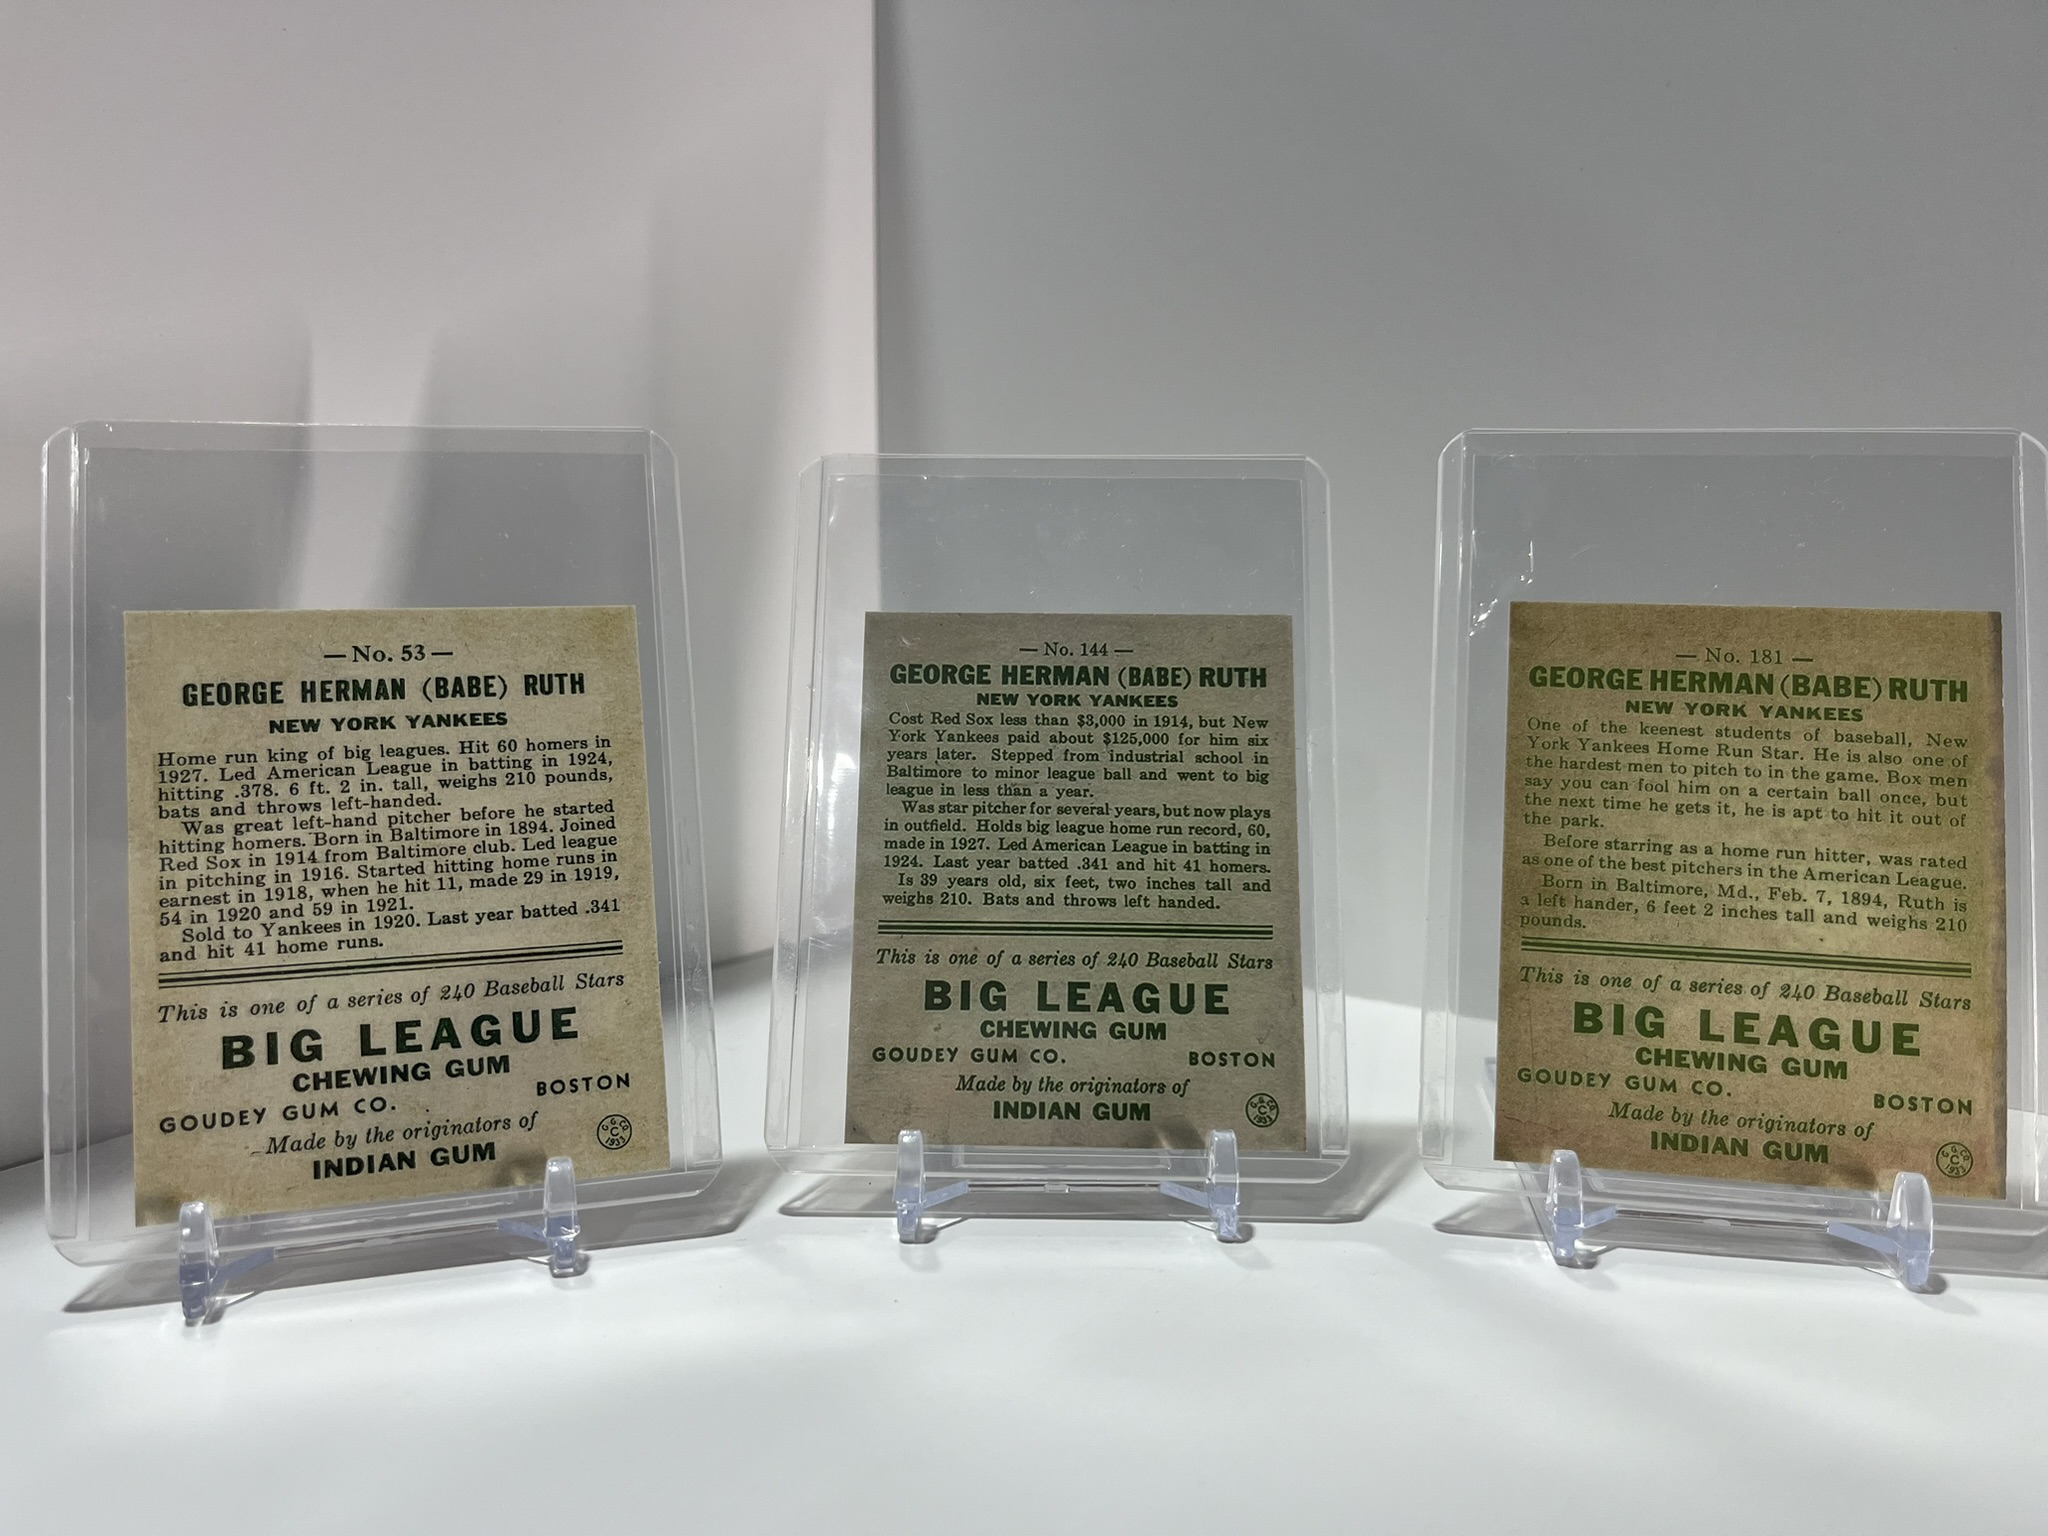 — No. 53 —
GEORGE HERMAN (BABE) RUTH
NEW YORK YANKEES
Home run king of big leagues. Hit 60 homers in
1927. Led American League in batting in 1924,
hitting .378. 6 ft. 2 in. tall, weighs 210 pounds,
bats and throws left-handed.
Was great left-hand pitcher before he started
hitting homers. Born in Baltimore in 1894. Joined
Red Sox in 1914 from Baltimore club. Led league
in pitching in 1916. Started hitting home runs in
earnest in 1918, when he hit 11, made 29 in 1919,
54 in 1920 and 59 in 1921.
Sold to Yankees in 1920. Last year batted .341
and hit 41 home runs.
This is one of a series of 240 Baseball Stars
BIG LEAGUE
CHEWING GUM
GOUDEY GUM CO. BOSTON
Made by the originators of
INDIAN GUM
G. G. CO.
C
1933
— No. 144 —
GEORGE HERMAN (BABE) RUTH
NEW YORK YANKEES
Cost Red Sox less than $3,000 in 1914, but New
York Yankees paid about $125,000 for him six
years later. Stepped from industrial school in
Baltimore to minor league ball and went to big
league in less than a year.
Was star pitcher for several years, but now plays
in outfield. Holds big league home run record, 60,
made in 1927. Led American League in batting in
1924. Last year batted .341 and hit 41 homers.
Is 39 years old, six feet, two inches tall and
weighs 210. Bats and throws left handed.
This is one of a series of 240 Baseball Stars
BIG LEAGUE
CHEWING GUM
GOUDEY GUM CO. BOSTON
Made by the originators of
INDIAN GUM
G. G. CO.
C
1933
— No. 181 —
GEORGE HERMAN (BABE) RUTH
NEW YORK YANKEES
One of the keenest students of baseball, New
York Yankees Home Run Star. He is also one of
the hardest men to pitch to in the game. Box men
say you can fool him on a certain ball once, but
the next time he gets it, he is apt to hit it out of
the park.
Before starring as a home run hitter, was rated
as one of the best pitchers in the American League.
Born in Baltimore, Md., Feb. 7, 1894, Ruth is
a left hander, 6 feet 2 inches tall and weighs 210
pounds.
This is one of a series of 240 Baseball Stars
BIG LEAGUE
CHEWING GUM
GOUDEY GUM CO. BOSTON
Made by the originators of
INDIAN GUM
G. G. CO.
C
1933